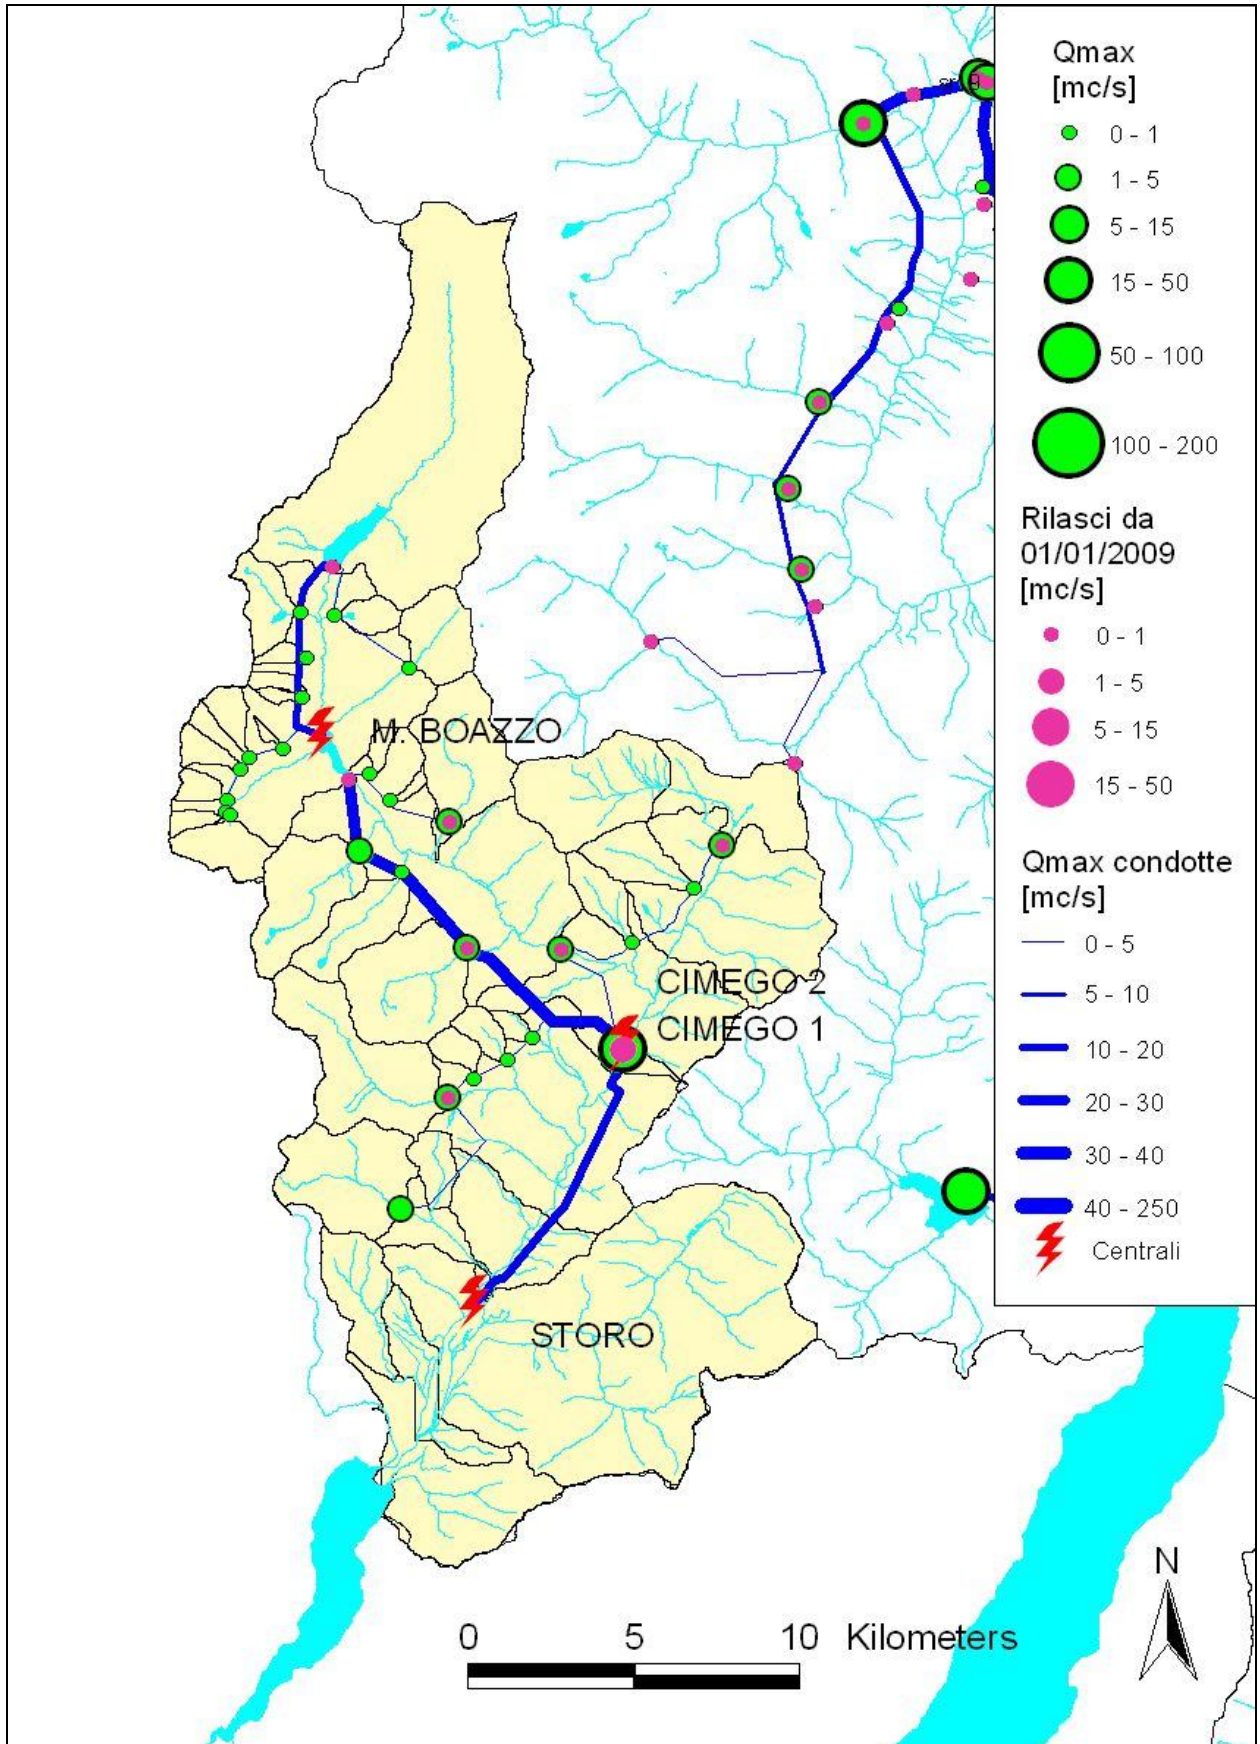 Qmax
[mc/s]
0 - 1
1 - 5
5 - 15
15 - 50
50 - 100
100 - 200
Rilasci da
01/01/2009
[mc/s]
0 - 1
1 - 5
5 - 15
15 - 50
Qmax condotte
[mc/s]
0 - 5
5 - 10
10 - 20
20 - 30
30 - 40
40 - 250
Centrali
M. BOAZZO
CIMEGO 2
CIMEGO 1
STORO
N
0 5 10 Kilometers